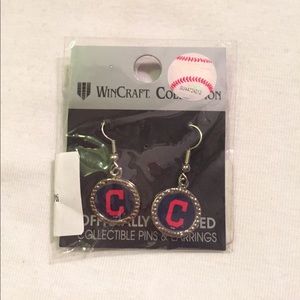 WINCRAFT COLLECTION
C C
OFFICIALLY LICENSED
COLLECTIBLE PINS & EARRINGS